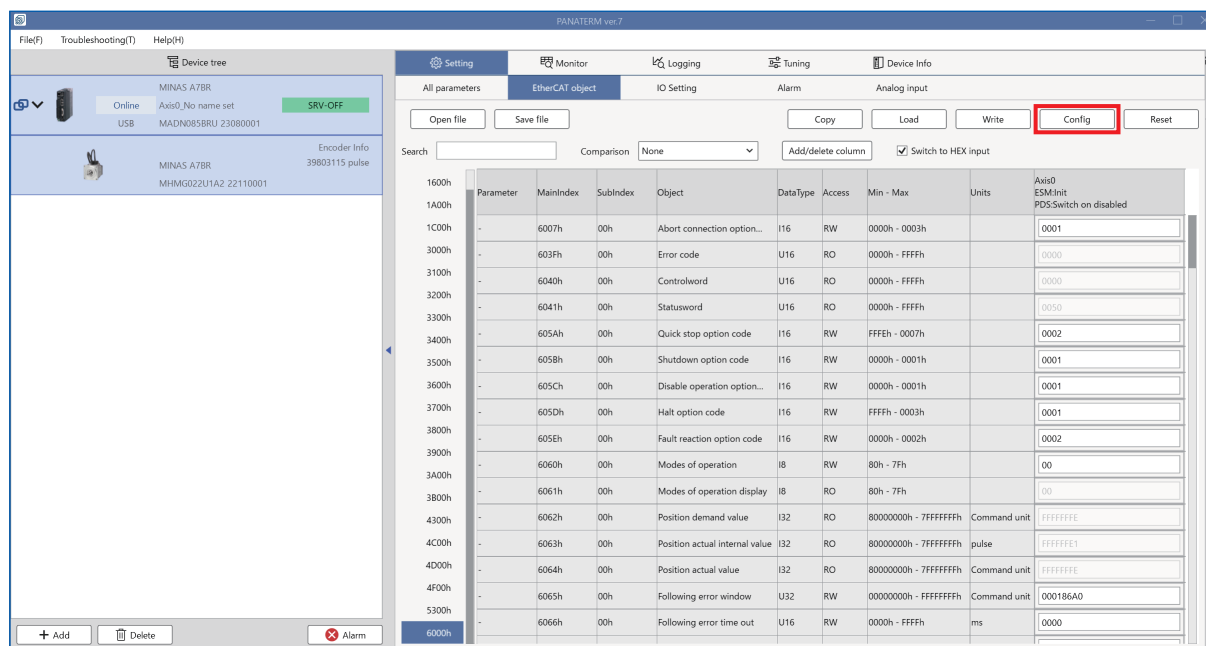 PANATERM ver.7
File(F) Troubleshooting(T) Help(H)
Device tree
MINAS A7BR
Online Axis0_No name set SRV-OFF
USB MADN085BRU 23080001
Encoder Info
MINAS A7BR 39803115 pulse
MHMG022U1A2 22110001
+ Add Delete Alarm
Setting Monitor Logging Tuning Device Info
All parameters EtherCAT object IO Setting Alarm Analog input
Open file Save file Copy Load Write Config Reset
Search Comparison None Add/delete column Switch to HEX input
1600h
1A00h
1C00h
3000h
3100h
3200h
3300h
3400h
3500h
3600h
3700h
3800h
3900h
3A00h
3B00h
4300h
4C00h
4D00h
4F00h
5300h
6000h
Parameter MainIndex SubIndex Object DataType Access Min - Max Units Axis0
ESM:Init
PDS:Switch on disabled
- 6007h 00h Abort connection option... I16 RW 0000h - 0003h 0001
- 603Fh 00h Error code U16 RO 0000h - FFFFh 0000
- 6040h 00h Controlword U16 RO 0000h - FFFFh 0000
- 6041h 00h Statusword U16 RO 0000h - FFFFh 0050
- 605Ah 00h Quick stop option code I16 RW FFFEh - 0007h 0002
- 605Bh 00h Shutdown option code I16 RW 0000h - 0001h 0001
- 605Ch 00h Disable operation option... I16 RW 0000h - 0001h 0001
- 605Dh 00h Halt option code I16 RW FFFFh - 0003h 0001
- 605Eh 00h Fault reaction option code I16 RW 0000h - 0002h 0002
- 6060h 00h Modes of operation I8 RW 80h - 7Fh 00
- 6061h 00h Modes of operation display I8 RO 80h - 7Fh 00
- 6062h 00h Position demand value I32 RO 80000000h - 7FFFFFFFh Command unit FFFFFFFE
- 6063h 00h Position actual internal value I32 RO 80000000h - 7FFFFFFFh pulse FFFFFFE1
- 6064h 00h Position actual value I32 RO 80000000h - 7FFFFFFFh Command unit FFFFFFFE
- 6065h 00h Following error window U32 RW 00000000h - FFFFFFFFh Command unit 000186A0
- 6066h 00h Following error time out U16 RW 0000h - FFFFh ms 0000